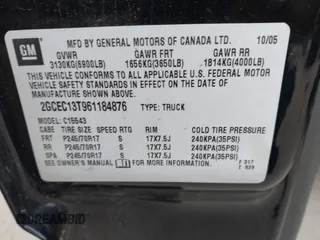 GM
MFD BY GENERAL MOTORS OF CANADA LTD. 10/05
GVWR GAWR FRT GAWR RR
3130KG(6900LB) 1656KG(3650LB) 1814KG(4000LB)
THIS VEHICLE CONFORMS TO ALL APPLICABLE U.S. FEDERAL MOTOR
VEHICLE SAFETY STANDARDS IN EFFECT ON THE DATE OF
MANUFACTURE SHOWN ABOVE.
2GCEC13T961184876 TYPE: TRUCK
MODEL: C15543
TIRE SIZE SPEED RTG RIM COLD TIRE PRESSURE
FRT P245/70R17 S 17X7.5J 240KPA(35PSI)
RR P245/70R17 S 17X7.5J 240KPA(35PSI)
SPA P245/70R17 S 17X7.5J 240KPA(35PSI)
SEE OWNER'S MANUAL FOR ADDITIONAL INFORMATION.